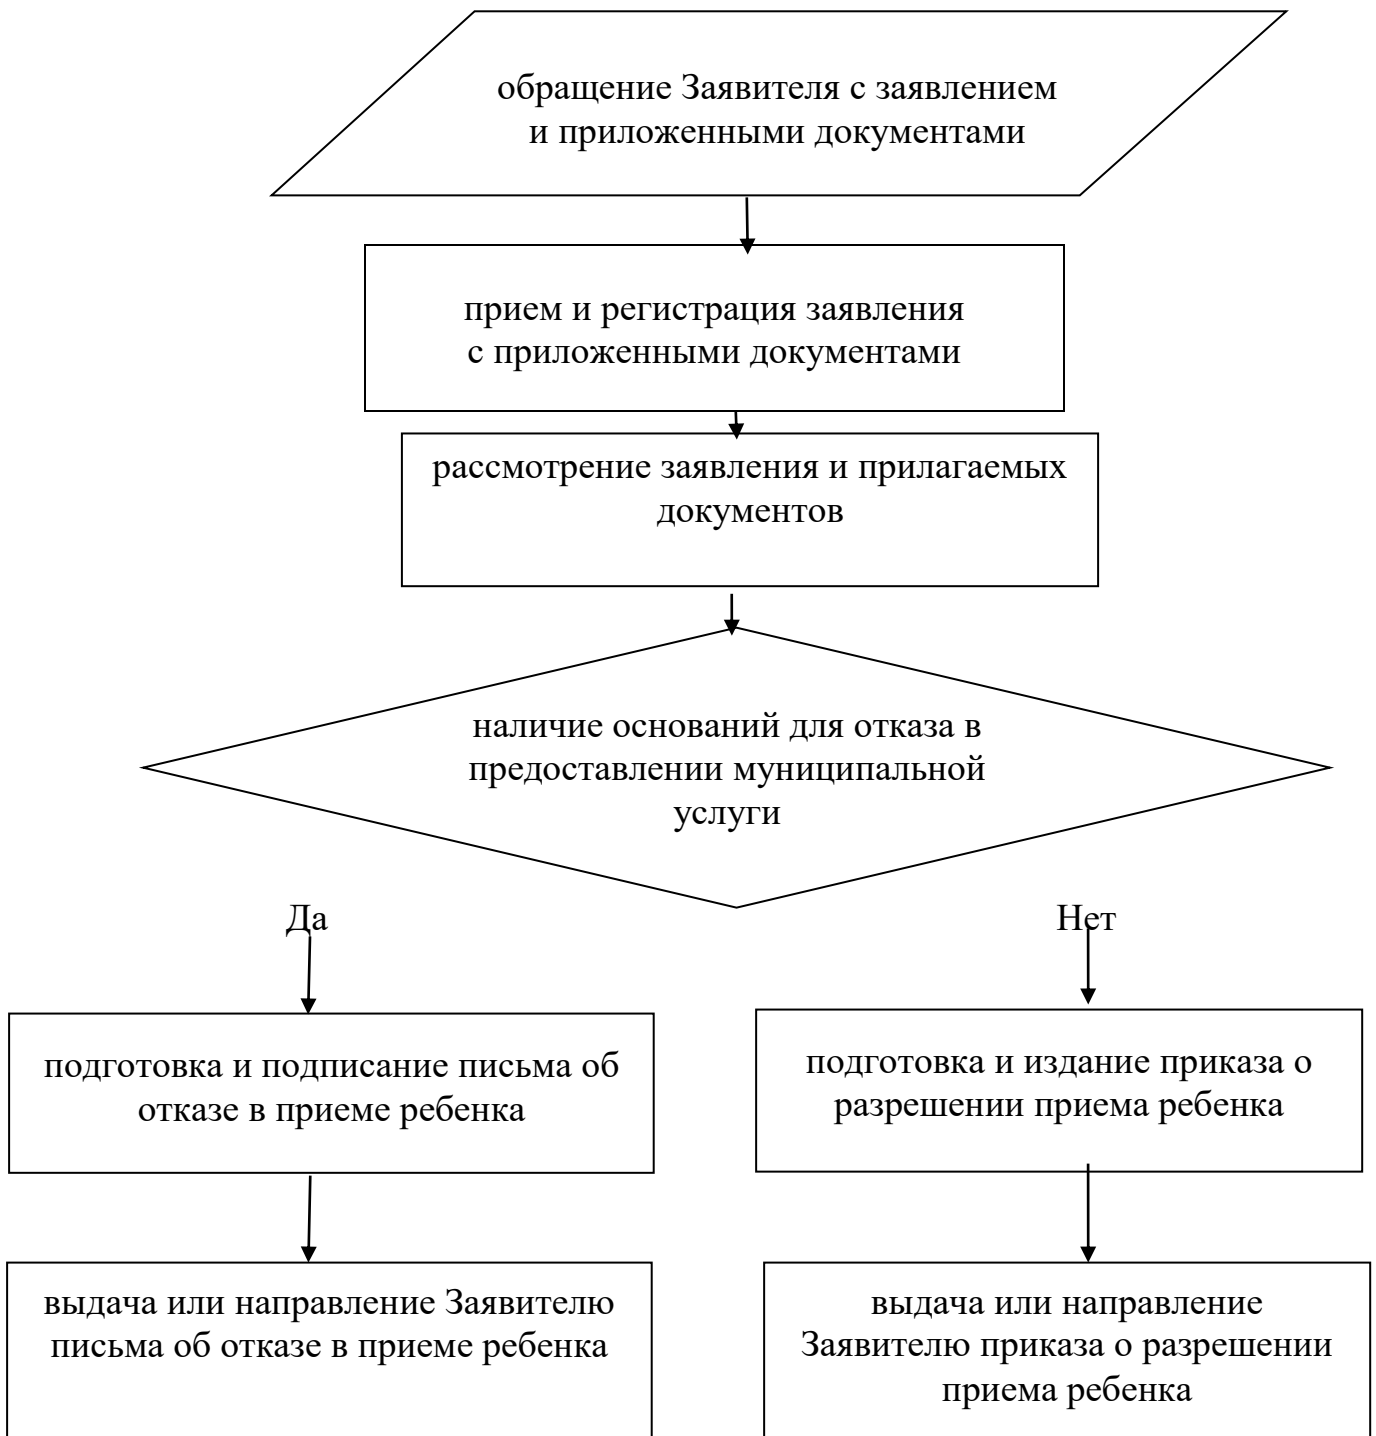 обращение Заявителя с заявлением
и приложенными документами
прием и регистрация заявления
с приложенными документами
рассмотрение заявления и прилагаемых
документов
наличие оснований для отказа в
предоставлении муниципальной
услуги
Да
Нет
подготовка и подписание письма об
отказе в приеме ребенка
подготовка и издание приказа о
разрешении приема ребенка
выдача или направление Заявителю
письма об отказе в приеме ребенка
выдача или направление
Заявителю приказа о разрешении
приема ребенка